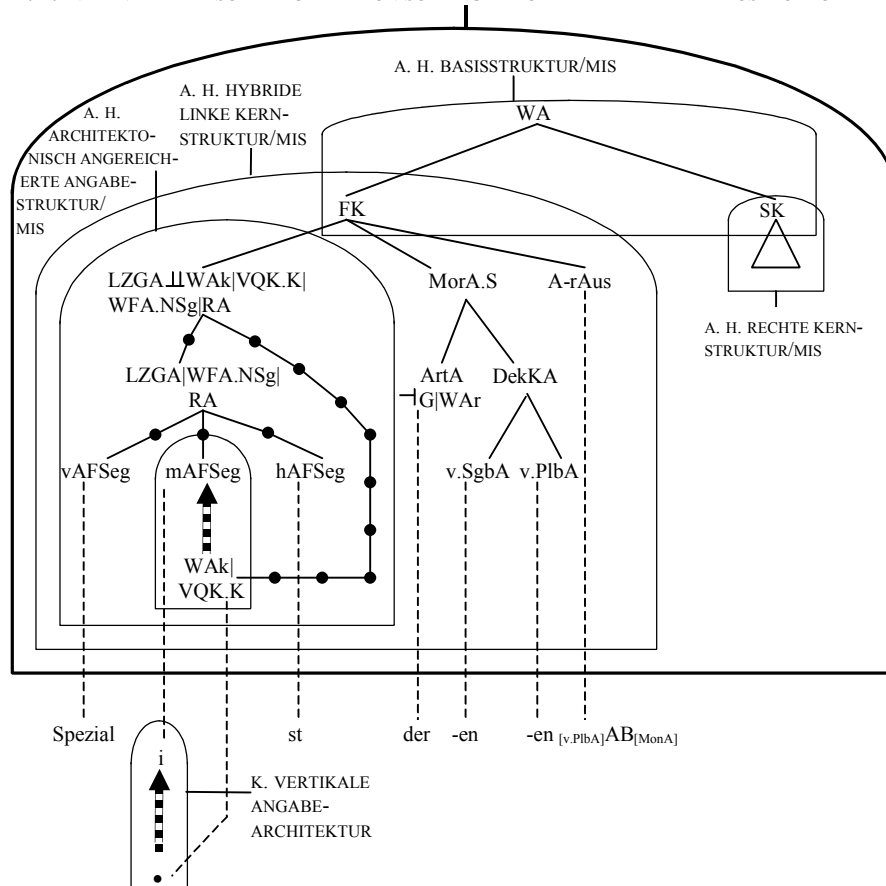 A. H. BASISSTRUKTUR/MIS
A. H. HYBRIDE
LINKE KERN-
STRUKTUR/MIS
A. H.
ARCHITEKTO-
NISCH ANGEREICH-
ERTE ANGABE-
STRUKTUR/
MIS
WA
FK
SK
LZGA⅃⅃WAk|VQK.K|
WFA.NSg|RA
MorA.S
A-rAus
A. H. RECHTE KERN-
STRUKTUR/MIS
LZGA|WFA.NSg|
RA
ArtA
G|WAr
DekKA
vAFSeg
mAFSeg
hAFSeg
v.SgbA
v.PlbA
WAk|
VQK.K
Spezial
st
der
-en
-en [v.PlbA]AB[MonA]
i
K. VERTIKALE
ANGABE-
ARCHITEKTUR